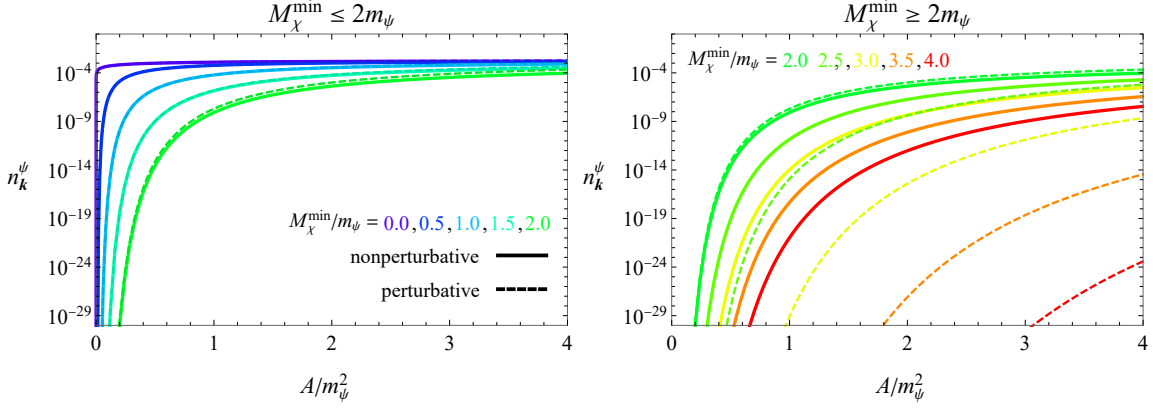 M_χ^min ≤ 2m_ψ
10^−4
10^−9
10^−14
10^−19
10^−24
10^−29
n_k^ψ
M_χ^min/m_ψ = 0.0, 0.5, 1.0, 1.5, 2.0
nonperturbative
perturbative
0 1 2 3 4
A/m_ψ^2
M_χ^min ≥ 2m_ψ
M_χ^min/m_ψ = 2.0 2.5, 3.0, 3.5, 4.0
10^−4
10^−9
10^−14
10^−19
10^−24
10^−29
n_k^ψ
0 1 2 3 4
A/m_ψ^2